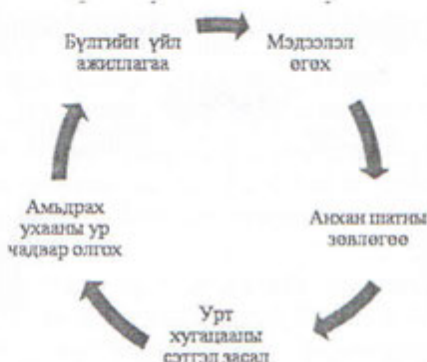 Бүлгийн үйл
ажиллагаа
Мэдээлэл
өгөх
Анхан шатны
зөвлөгөө
Урт
хугацааны
сэтгэл засал
Амьдрах
ухааны ур
чадвар олгох